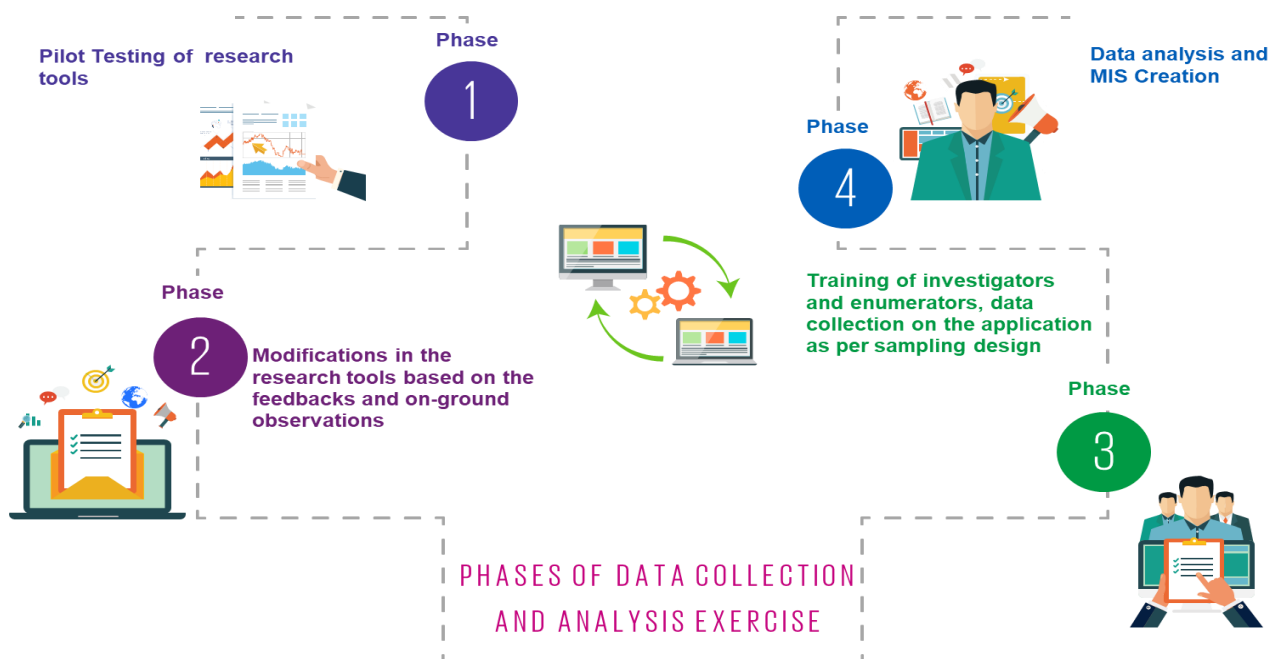 Phase
1
Pilot Testing of research
tools
Phase
2
Modifications in the
research tools based on the
feedbacks and on-ground
observations
Phase
3
Training of investigators
and enumerators, data
collection on the application
as per sampling design
Phase
4
Data analysis and
MIS Creation
PHASES OF DATA COLLECTION
AND ANALYSIS EXERCISE